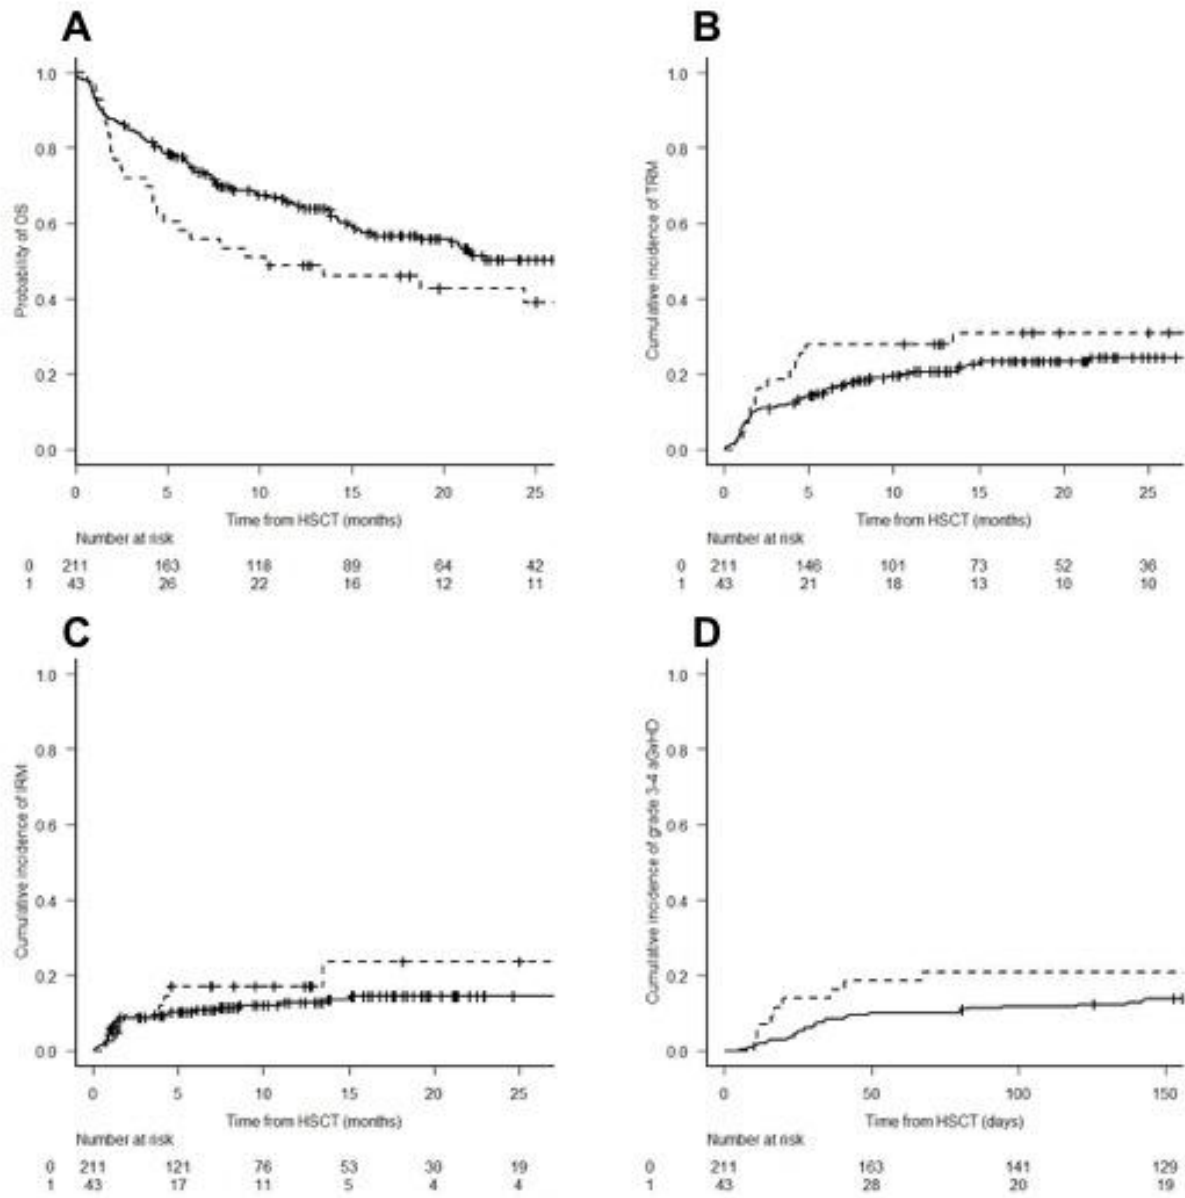 A
1.0
0.8
0.6
0.4
0.2
0.0
Probability of OS
0 5 10 15 20 25
Time from HSCT (months)
Number at risk
0 211 163 118 89 64 42
1 43 26 22 16 12 11
B
1.0
0.8
0.6
0.4
0.2
0.0
Cumulative incidence of TRM
0 5 10 15 20 25
Time from HSCT (months)
Number at risk
0 211 146 101 73 52 36
1 43 21 18 13 10 10
C
1.0
0.8
0.6
0.4
0.2
0.0
Cumulative incidence of IRM
0 5 10 15 20 25
Time from HSCT (months)
Number at risk
0 211 121 76 53 30 19
1 43 17 11 5 4 4
D
1.0
0.8
0.6
0.4
0.2
0.0
Cumulative incidence of grade 3-4 aGvHD
0 50 100 150
Time from HSCT (days)
Number at risk
0 211 163 141 129
1 43 28 20 19